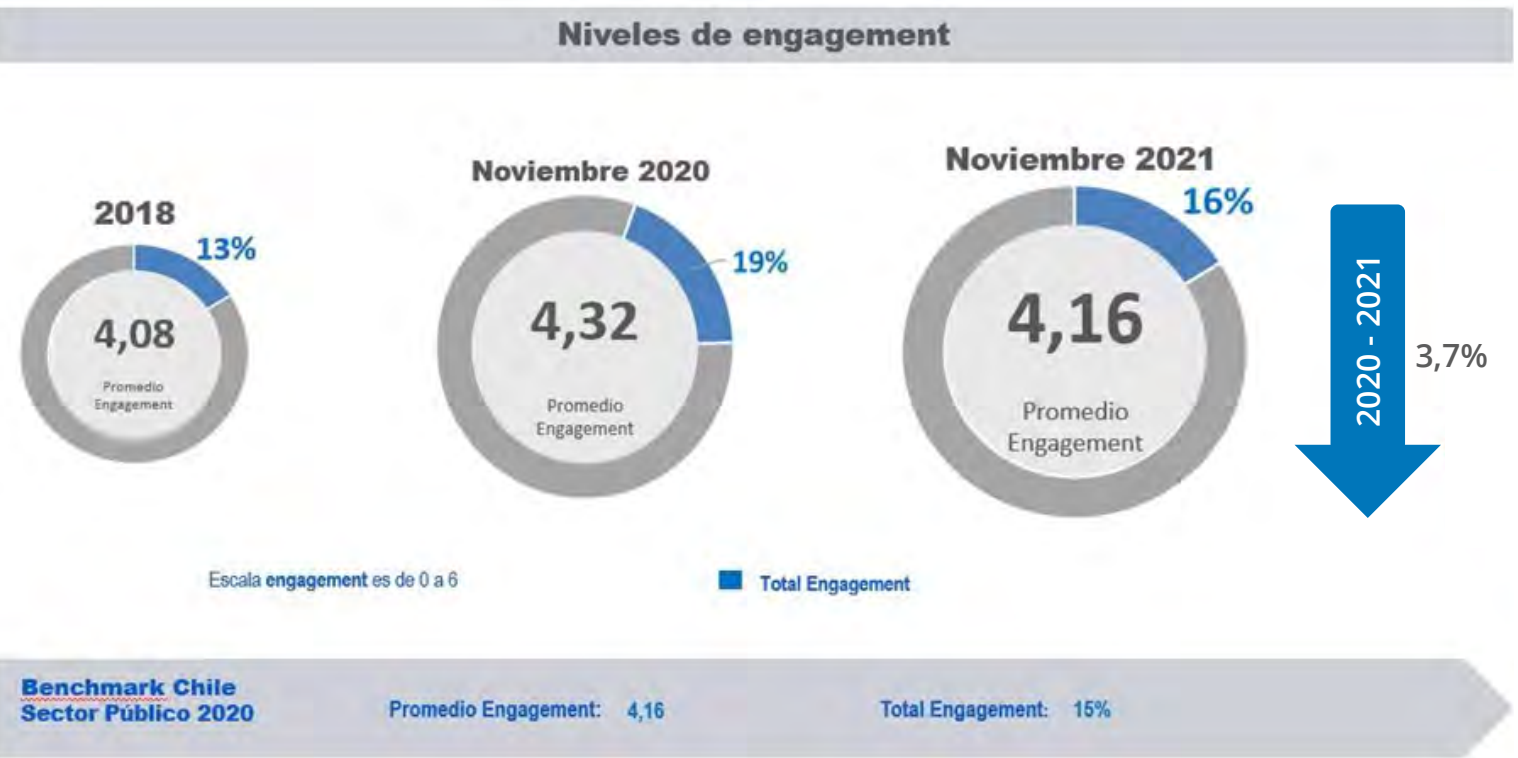 Niveles de engagement
2018
13%
4,08
Promedio
Engagement
Noviembre 2020
19%
4,32
Promedio
Engagement
Noviembre 2021
16%
4,16
Promedio
Engagement
2020 - 2021
3,7%
Escala engagement es de 0 a 6
Total Engagement
Benchmark Chile
Sector Público 2020
Promedio Engagement: 4,16
Total Engagement: 15%